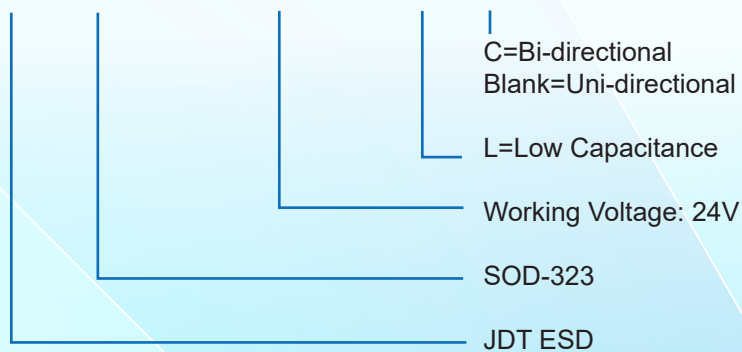 C=Bi-directional
Blank=Uni-directional
L=Low Capacitance
Working Voltage: 24V
SOD-323
JDT ESD